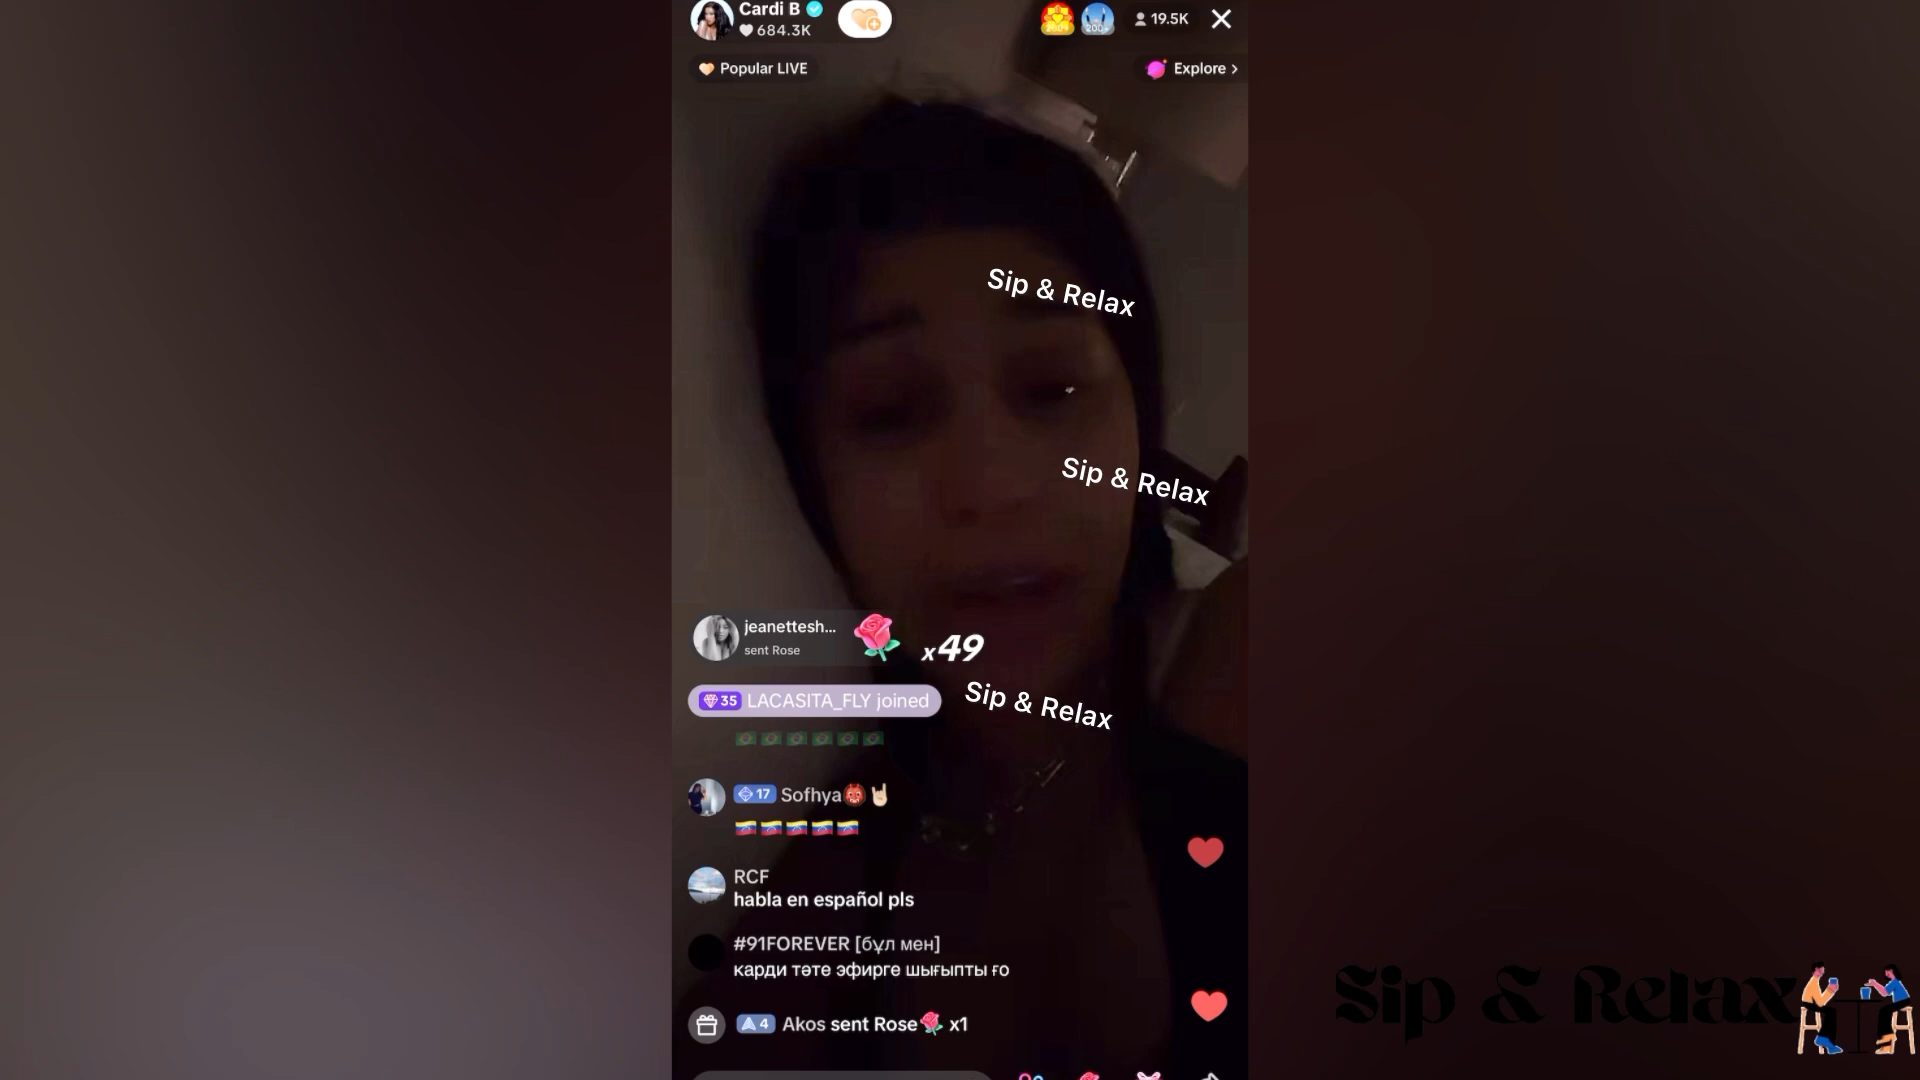 Cardi B
684.3K
200+
200+
19.5K
Popular LIVE
Explore >
Sip & Relax
Sip & Relax
jeanettesh...
sent Rose
x49
35 LACASITA_FLY joined
Sip & Relax
17 Sofhya
RCF
habla en español pls
#91FOREVER [бұл мен]
карди тәте эфирге шығыпты ғо
4 Akos sent Rose x1
Sip & Relax